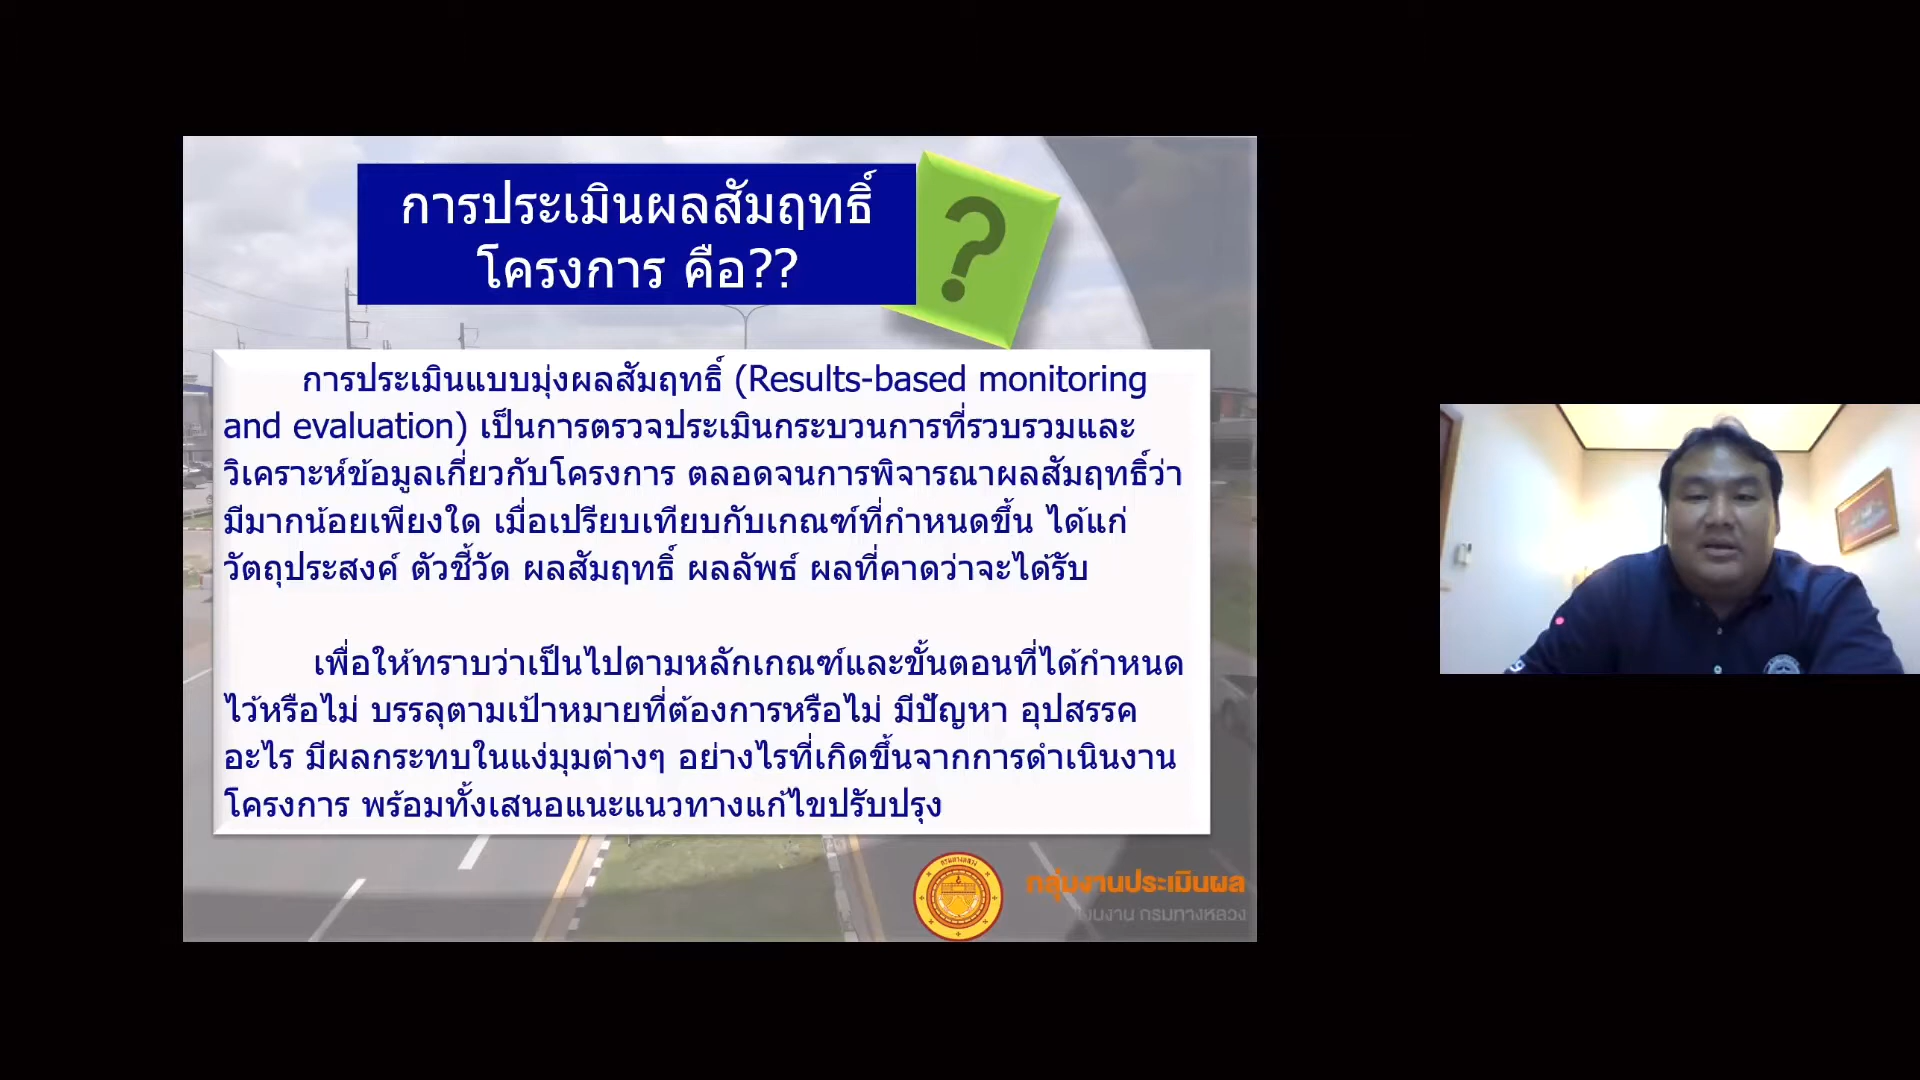 การประเมินผลสัมฤทธิ์
โครงการ คือ??
?
การประเมินแบบมุ่งผลสัมฤทธิ์ (Results-based monitoring
and evaluation) เป็นการตรวจประเมินกระบวนการที่รวบรวมและ
วิเคราะห์ข้อมูลเกี่ยวกับโครงการ ตลอดจนการพิจารณาผลสัมฤทธิ์ว่า
มีมากน้อยเพียงใด เมื่อเปรียบเทียบกับเกณฑ์ที่กำหนดขึ้น ได้แก่
วัตถุประสงค์ ตัวชี้วัด ผลสัมฤทธิ์ ผลลัพธ์ ผลที่คาดว่าจะได้รับ
เพื่อให้ทราบว่าเป็นไปตามหลักเกณฑ์และขั้นตอนที่ได้กำหนด
ไว้หรือไม่ บรรลุตามเป้าหมายที่ต้องการหรือไม่ มีปัญหา อุปสรรค
อะไร มีผลกระทบในแง่มุมต่างๆ อย่างไรที่เกิดขึ้นจากการดำเนินงาน
โครงการ พร้อมทั้งเสนอแนะแนวทางแก้ไขปรับปรุง
กรมทางหลวง
กลุ่มงานประเมินผล
กรมทางหลวง
9